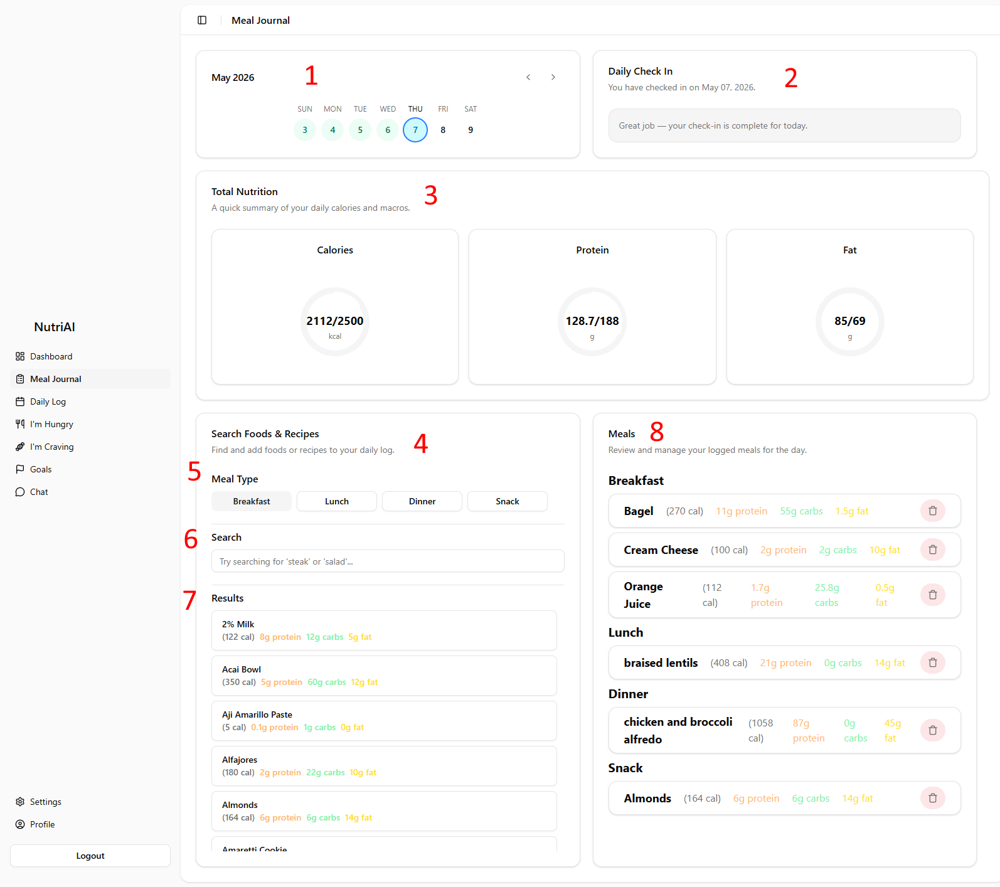 NutriAI
Dashboard
Meal Journal
Daily Log
I'm Hungry
I'm Craving
Goals
Chat
Settings
Profile
Logout
Meal Journal
May 2026
1
SUN MON TUE WED THU FRI SAT
3 4 5 6 7 8 9
Daily Check In
2
You have checked in on May 07, 2026.
Great job — your check-in is complete for today.
Total Nutrition
3
A quick summary of your daily calories and macros.
Calories
2112/2500
kcal
Protein
128.7/188
g
Fat
85/69
g
Search Foods & Recipes
4
Find and add foods or recipes to your daily log.
5
Meal Type
Breakfast Lunch Dinner Snack
6
Search
Try searching for 'steak' or 'salad'...
7
Results
2% Milk
(122 cal) 8g protein 12g carbs 5g fat
Acai Bowl
(350 cal) 5g protein 60g carbs 12g fat
Aji Amarillo Paste
(5 cal) 0.1g protein 1g carbs 0g fat
Alfajores
(180 cal) 2g protein 22g carbs 10g fat
Almonds
(164 cal) 6g protein 6g carbs 14g fat
Amaretti Cookie
Meals
8
Review and manage your logged meals for the day.
Breakfast
Bagel (270 cal) 11g protein 55g carbs 1.5g fat
Cream Cheese (100 cal) 2g protein 2g carbs 10g fat
Orange (112 1.7g 25.8g 0.5g
Juice cal) protein carbs fat
Lunch
braised lentils (408 cal) 21g protein 0g carbs 14g fat
Dinner
chicken and broccoli (1058 87g 0g 45g
alfredo cal) protein carbs fat
Snack
Almonds (164 cal) 6g protein 6g carbs 14g fat